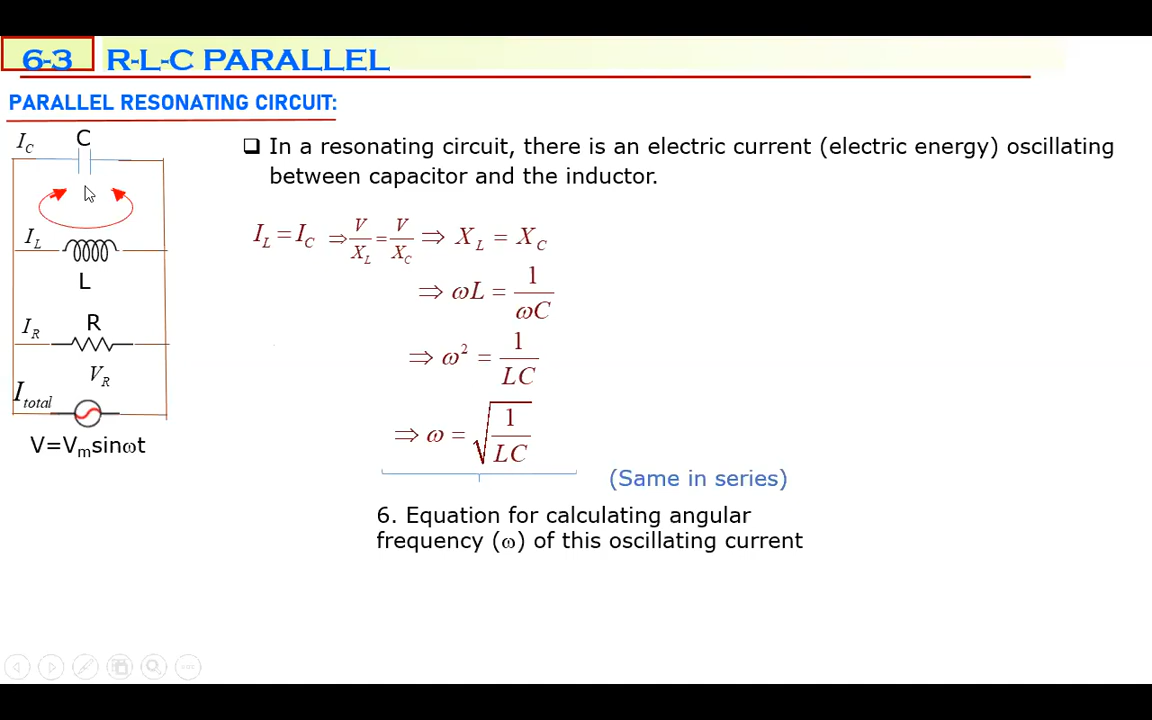 6-3 R-L-C PARALLEL
PARALLEL RESONATING CIRCUIT:
I_C C
❑ In a resonating circuit, there is an electric current (electric energy) oscillating
between capacitor and the inductor.
I_L = I_C ⇒ V/X_L = V/X_C ⇒ X_L = X_C
I_L
L
⇒ ωL = 1/ωC
I_R R
⇒ ω² = 1/LC
V_R
I_total
V=V_m sinωt
⇒ ω = √(1/LC)
(Same in series)
6. Equation for calculating angular
frequency (ω) of this oscillating current